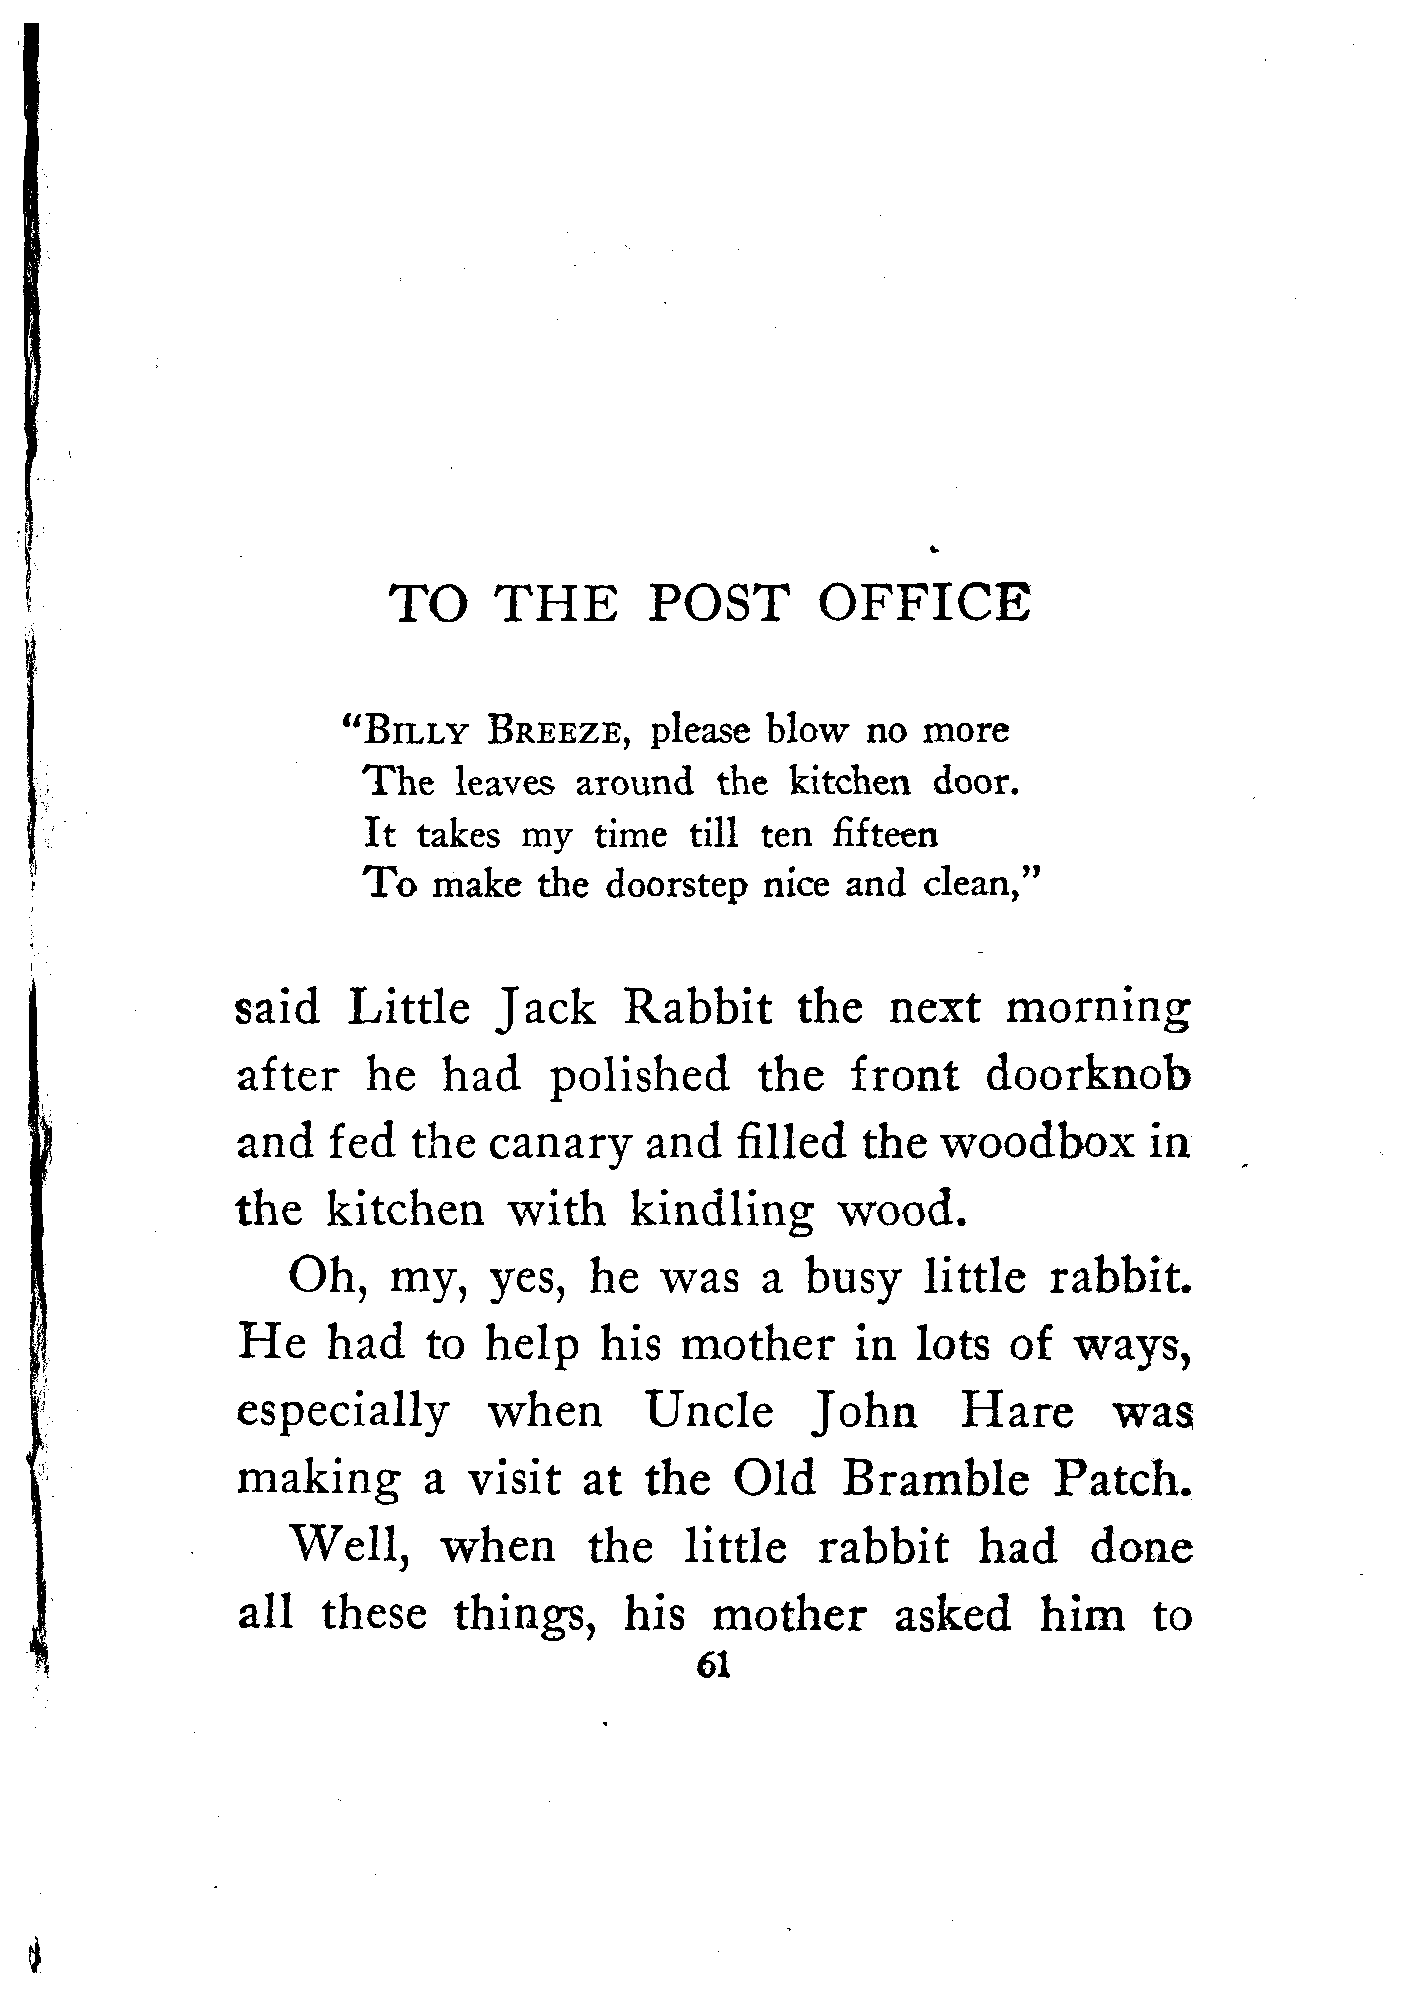 TO THE POST OFFICE
“BILLY BREEZE, please blow no more
The leaves around the kitchen door.
It takes my time till ten fifteen
To make the doorstep nice and clean,”
said Little Jack Rabbit the next morning
after he had polished the front doorknob
and fed the canary and filled the woodbox in
the kitchen with kindling wood.
Oh, my, yes, he was a busy little rabbit.
He had to help his mother in lots of ways,
especially when Uncle John Hare was
making a visit at the Old Bramble Patch.
Well, when the little rabbit had done
all these things, his mother asked him to
61